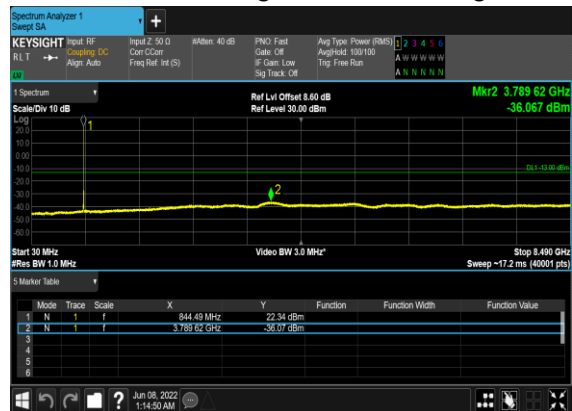 Spectrum Analyzer 1
Swept SA
+
KEYSIGHT Input: RF Input Z: 50 Ω #Atten: 40 dB PNO: Fast Avg Type: Power (RMS) 1 2 3 4 5 6
RLT Coupling: DC Corr CCorr Gate: Off Avg|Hold: 100/100 A W W W W W
Align: Auto Freq Ref: Int (S) IF Gain: Low Trig: Free Run
Sig Track: Off A N N N N N
1 Spectrum Ref Lvl Offset 8.60 dB Mkr2 3.789 62 GHz
Scale/Div 10 dB Ref Level 30.00 dBm -36.067 dBm
Log
20.0
1
10.0
0.00
-10.0
DL1 -13.00 dBm
-20.0
-30.0
2
-40.0
-50.0
-60.0
Start 30 MHz Video BW 3.0 MHz* Stop 8.490 GHz
#Res BW 1.0 MHz Sweep ~17.2 ms (40001 pts)
5 Marker Table
Mode Trace Scale X Y Function Function Width Function Value
1 N 1 f 844.49 MHz 22.34 dBm
2 N 1 f 3.789 62 GHz -36.07 dBm
3
4
5
6
? Jun 08, 2022
1:14:50 AM